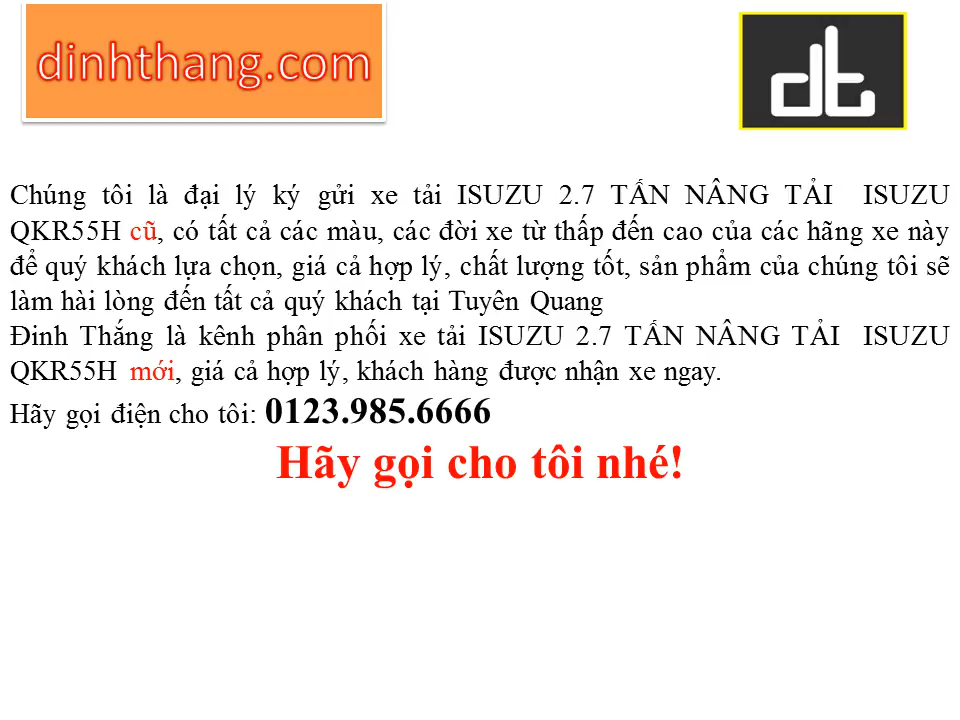 dinhthang.com
dt
Chúng tôi là đại lý ký gửi xe tải ISUZU 2.7 TẤN NÂNG TẢI ISUZU
QKR55H cũ, có tất cả các màu, các đời xe từ thấp đến cao của các hãng xe này
để quý khách lựa chọn, giá cả hợp lý, chất lượng tốt, sản phẩm của chúng tôi sẽ
làm hài lòng đến tất cả quý khách tại Tuyên Quang
Đinh Thắng là kênh phân phối xe tải ISUZU 2.7 TẤN NÂNG TẢI ISUZU
QKR55H mới, giá cả hợp lý, khách hàng được nhận xe ngay.
Hãy gọi điện cho tôi: 0123.985.6666
Hãy gọi cho tôi nhé!